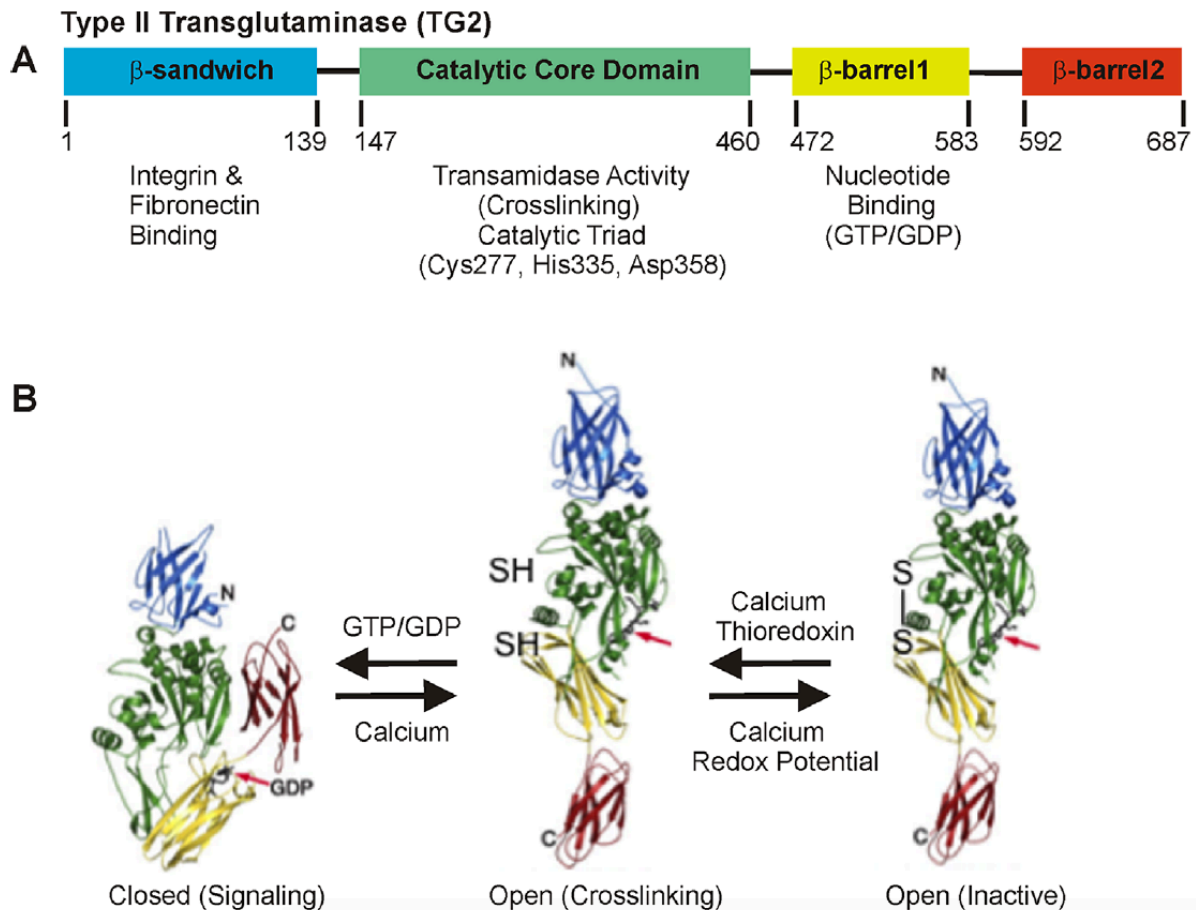 Type II Transglutaminase (TG2)
A
β-sandwich
Catalytic Core Domain
β-barrel1
β-barrel2
1
139
147
460
472
583
592
687
Integrin &
Fibronectin
Binding
Transamidase Activity
(Crosslinking)
Catalytic Triad
(Cys277, His335, Asp358)
Nucleotide
Binding
(GTP/GDP)
B
N
C
GDP
Closed (Signaling)
GTP/GDP
Calcium
N
SH
SH
C
Open (Crosslinking)
Calcium
Thioredoxin
Calcium
Redox Potential
N
S
S
C
Open (Inactive)